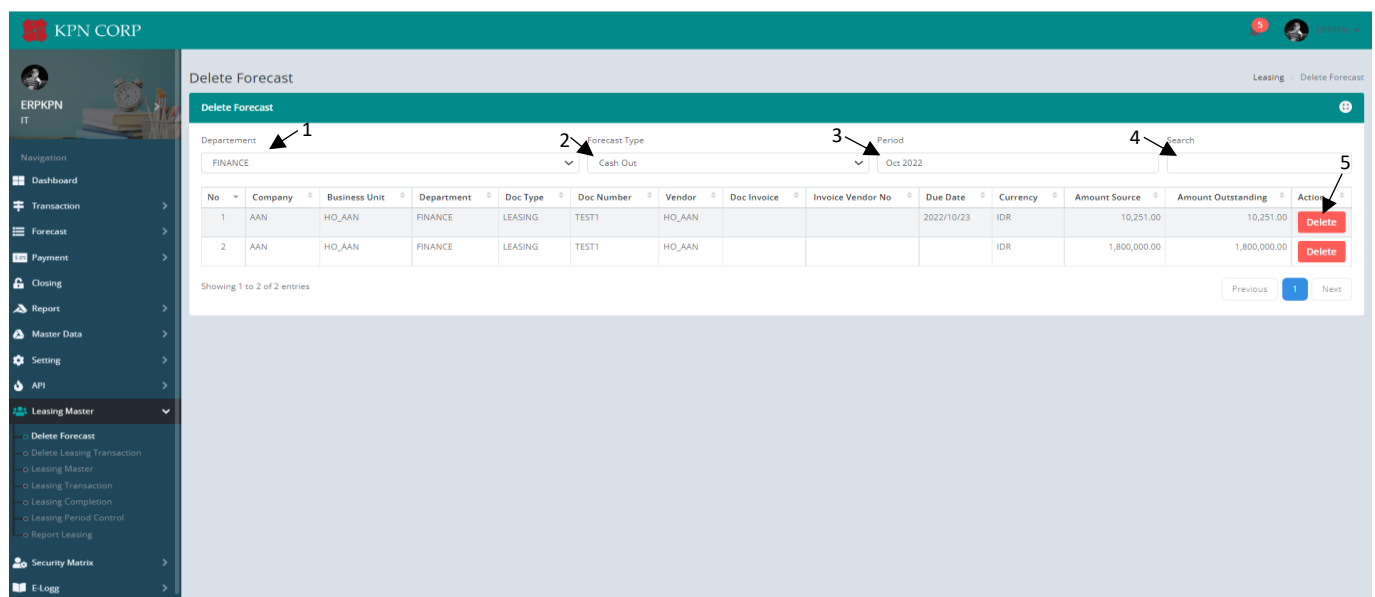 KPN CORP
5
ERPKPN
ERPKPN
IT
Navigation
Dashboard
Transaction
Forecast
Payment
Closing
Report
Master Data
Setting
API
Leasing Master
Delete Forecast
Delete Leasing Transaction
Leasing Master
Leasing Transaction
Leasing Completion
Leasing Period Control
Report Leasing
Security Matrix
E-Logg
Delete Forecast
Leasing / Delete Forecast
Delete Forecast
1 2 3 4 5
Departement Forecast Type Period Search
FINANCE Cash Out Oct 2022
No Company Business Unit Department Doc Type Doc Number Vendor Doc Invoice Invoice Vendor No Due Date Currency Amount Source Amount Outstanding Action
1 AAN HO_AAN FINANCE LEASING TEST1 HO_AAN 2022/10/23 IDR 10,251.00 10,251.00 Delete
2 AAN HO_AAN FINANCE LEASING TEST1 HO_AAN IDR 1,800,000.00 1,800,000.00 Delete
Showing 1 to 2 of 2 entries
Previous 1 Next